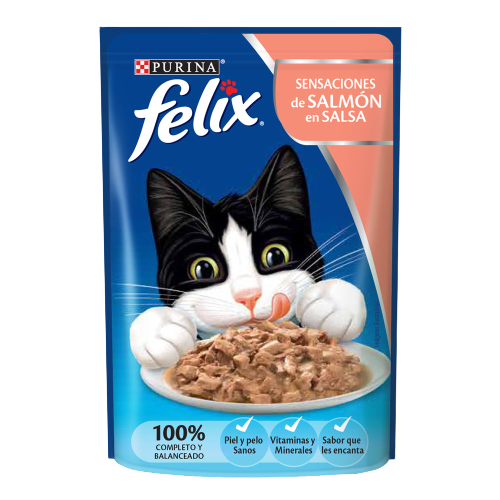 PURINA
felix®
SENSACIONES
de SALMÓN
en SALSA
100%
COMPLETO Y
BALANCEADO
Piel y pelo
Sanos
Vitaminas y
Minerales
Sabor que
les encanta